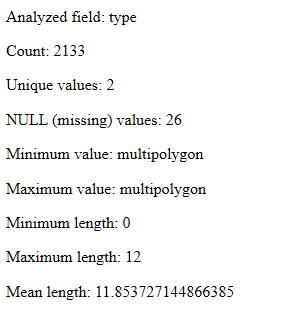 Analyzed field: type
Count: 2133
Unique values: 2
NULL (missing) values: 26
Minimum value: multipolygon
Maximum value: multipolygon
Minimum length: 0
Maximum length: 12
Mean length: 11.853727144866385